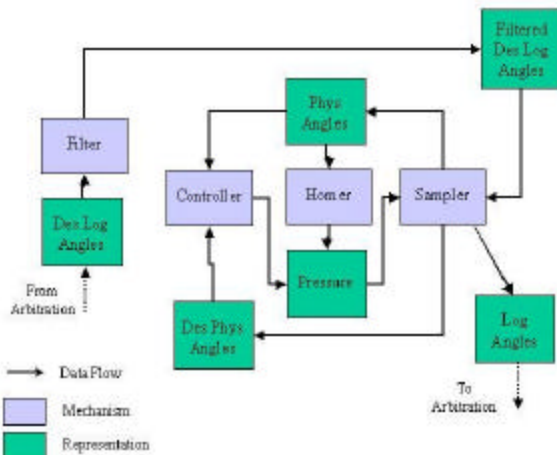 Filtered
Des Log
Angles
Phys
Angles
Filter
Controller
Homer
Sampler
Des Log
Angles
Pressure
From
Arbitration
Des Phys
Angles
Log
Angles
Data Flow
To
Arbitration
Mechanism
Representation